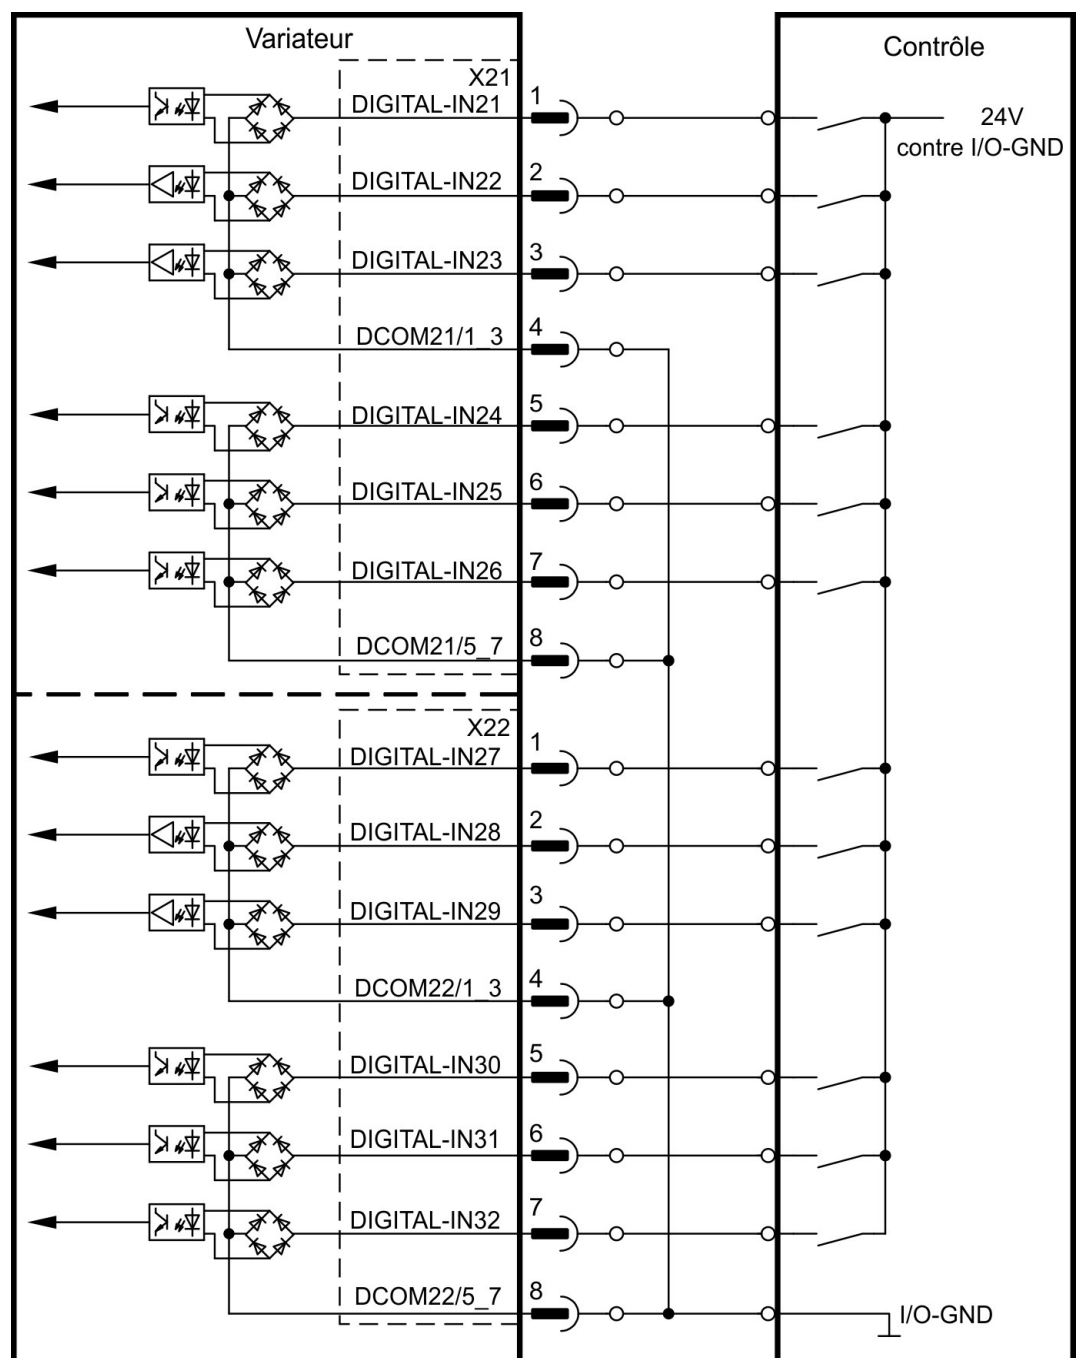 Variateur
Contrôle
X21
DIGITAL-IN21
1
24V
contre I/O-GND
DIGITAL-IN22
2
DIGITAL-IN23
3
DCOM21/1_3
4
DIGITAL-IN24
5
DIGITAL-IN25
6
DIGITAL-IN26
7
DCOM21/5_7
8
X22
DIGITAL-IN27
1
DIGITAL-IN28
2
DIGITAL-IN29
3
DCOM22/1_3
4
DIGITAL-IN30
5
DIGITAL-IN31
6
DIGITAL-IN32
7
DCOM22/5_7
8
I/O-GND